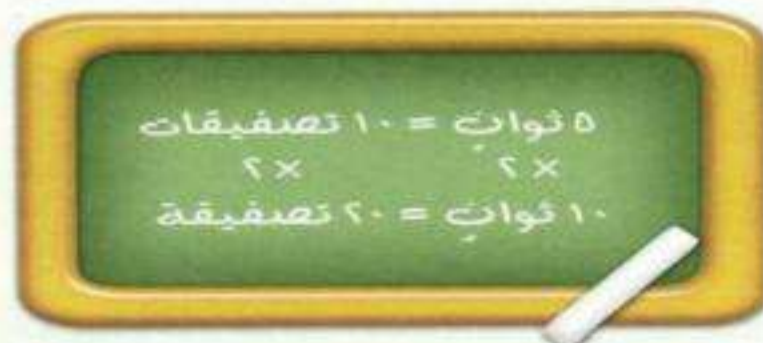 ٥ ثوانٍ = ١٠ تصفيقات
× ٢ × ٢
١٠ ثوانٍ = ٢٠ تصفيقة